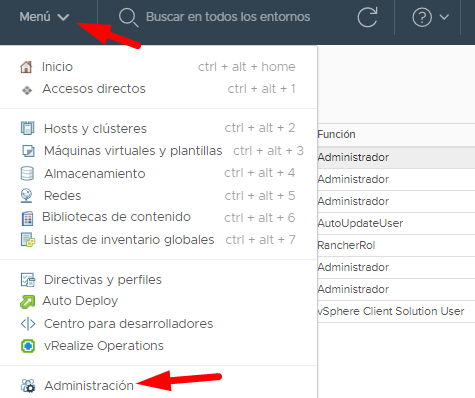 Menú Buscar en todos los entornos
Inicio ctrl + alt + home
Accesos directos ctrl + alt + 1
Hosts y clústeres ctrl + alt + 2
Máquinas virtuales y plantillas ctrl + alt + 3
Almacenamiento ctrl + alt + 4
Redes ctrl + alt + 5
Bibliotecas de contenido ctrl + alt + 6
Listas de inventario globales ctrl + alt + 7
Directivas y perfiles
Auto Deploy
Centro para desarrolladores
vRealize Operations
Administración
Función
Administrador
Administrador
Administrador
AutoUpdateUser
RancherRol
Administrador
Administrador
vSphere Client Solution User